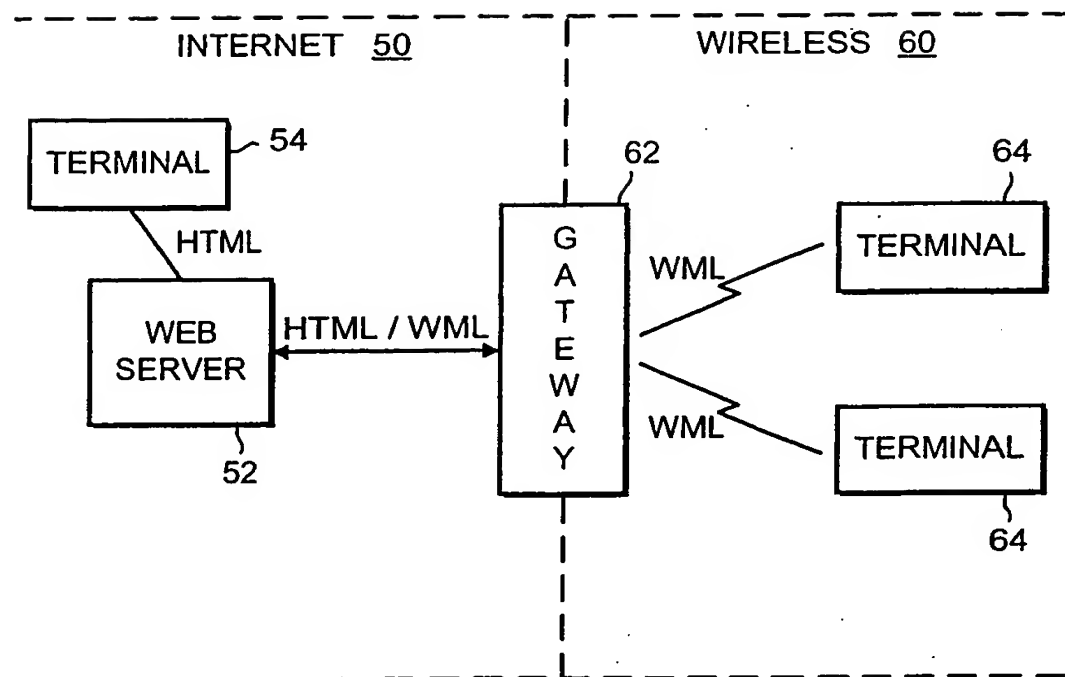 INTERNET 50
WIRELESS 60
TERMINAL
54
HTML
WEB
SERVER
52
HTML / WML
62
GATEWAY
WML
WML
64
TERMINAL
TERMINAL
64